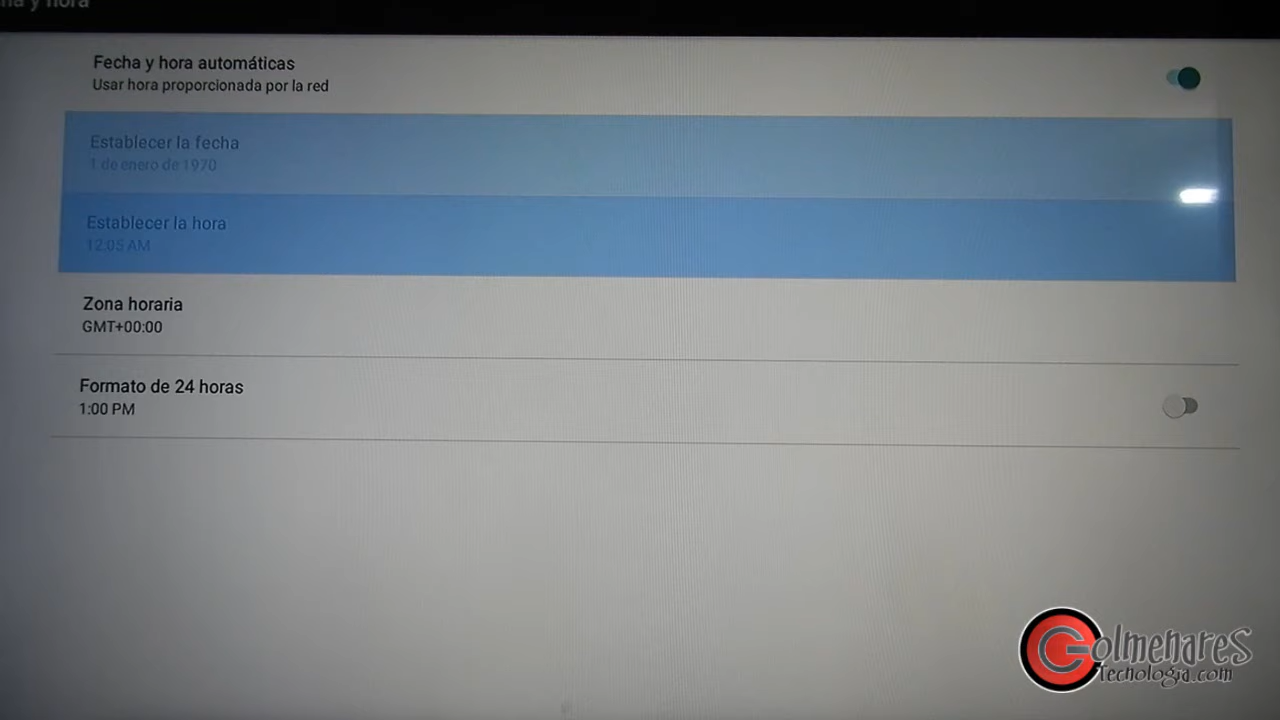 y hora
Fecha y hora automáticas
Usar hora proporcionada por la red
Establecer la fecha
1 de enero de 1970
Establecer la hora
12:05 AM
Zona horaria
GMT+00:00
Formato de 24 horas
1:00 PM
Colmenares
Tecnologia.com